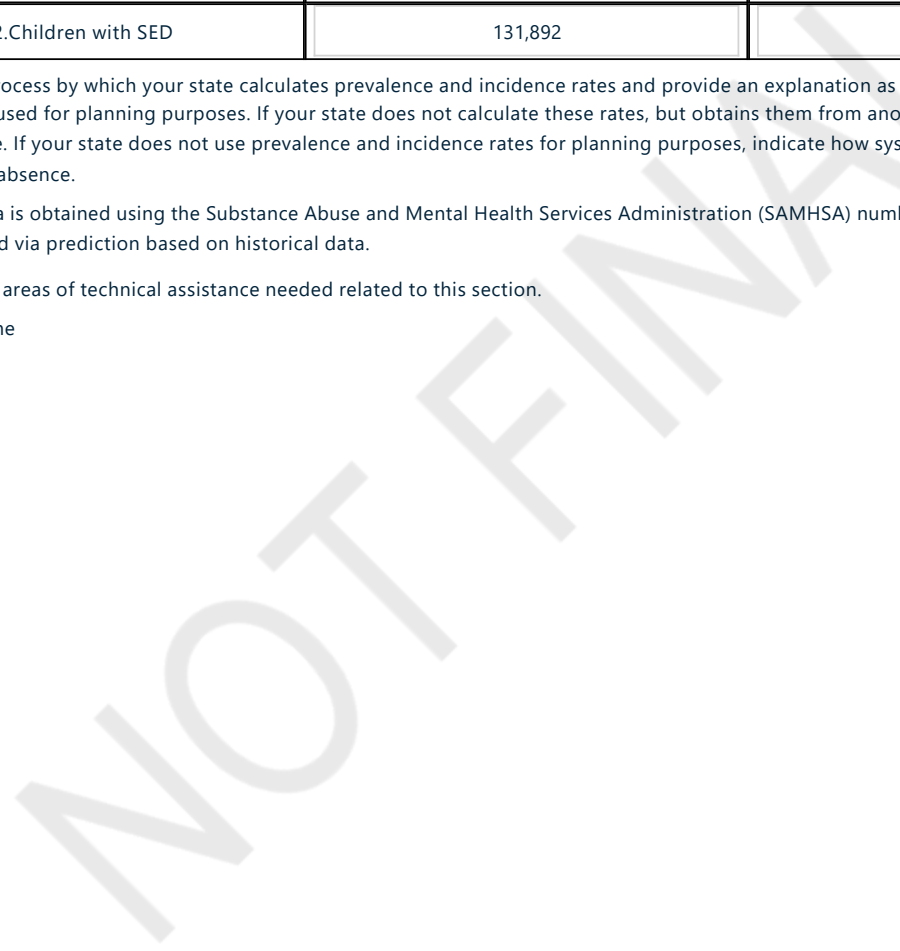 2.Children with SED 131,892
rocess by which your state calculates prevalence and incidence rates and provide an explanation as
used for planning purposes. If your state does not calculate these rates, but obtains them from ano
e. If your state does not use prevalence and incidence rates for planning purposes, indicate how sys
absence.
a is obtained using the Substance Abuse and Mental Health Services Administration (SAMHSA) numb
d via prediction based on historical data.
areas of technical assistance needed related to this section.
ne
NOT FINAL